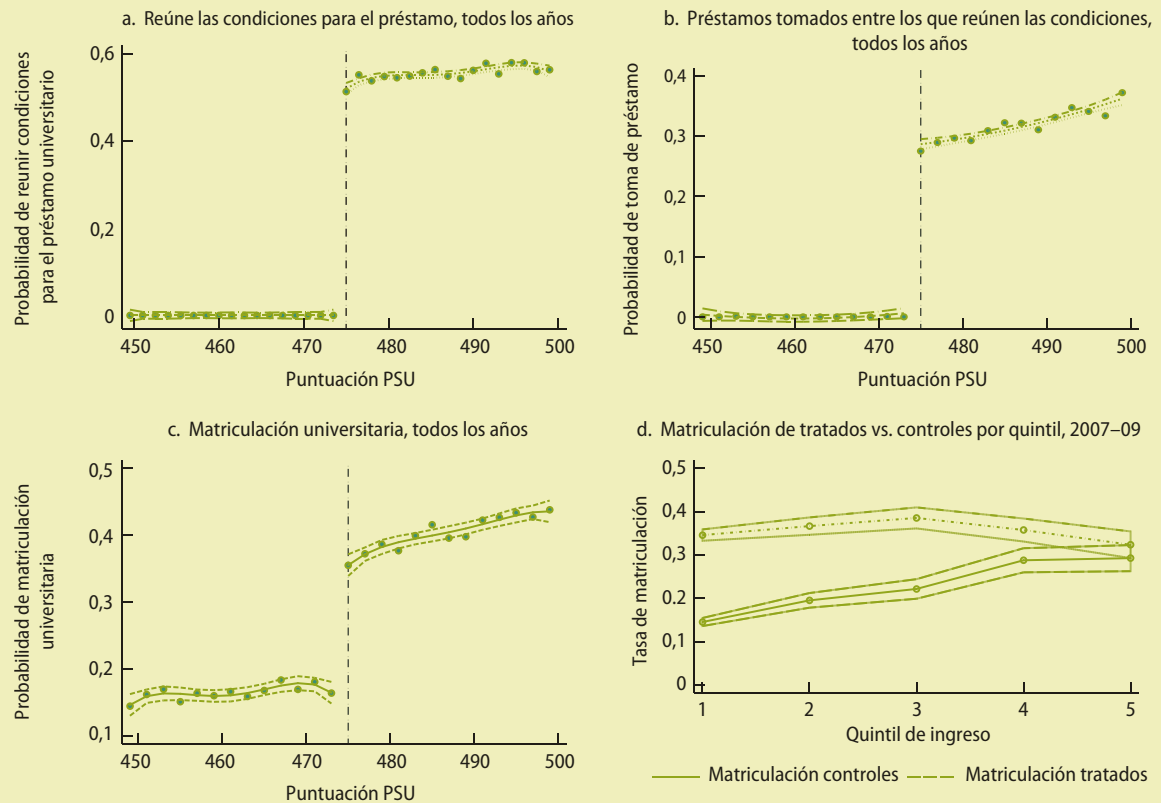 a. Reúne las condiciones para el préstamo, todos los años
Probabilidad de reunir condiciones
para el préstamo universitario
0,6
0,4
0,2
0
450 460 470 480 490 500
Puntuación PSU
b. Préstamos tomados entre los que reúnen las condiciones,
todos los años
Probabilidad de toma de préstamo
0,4
0,3
0,2
0,1
0
450 460 470 480 490 500
Puntuación PSU
c. Matriculación universitaria, todos los años
Probabilidad de matriculación
universitaria
0,5
0,4
0,3
0,2
0,1
450 460 470 480 490 500
Puntuación PSU
d. Matriculación de tratados vs. controles por quintil, 2007–09
Tasa de matriculación
0,5
0,4
0,3
0,2
0,1
0
1 2 3 4 5
Quintil de ingreso
Matriculación controles Matriculación tratados